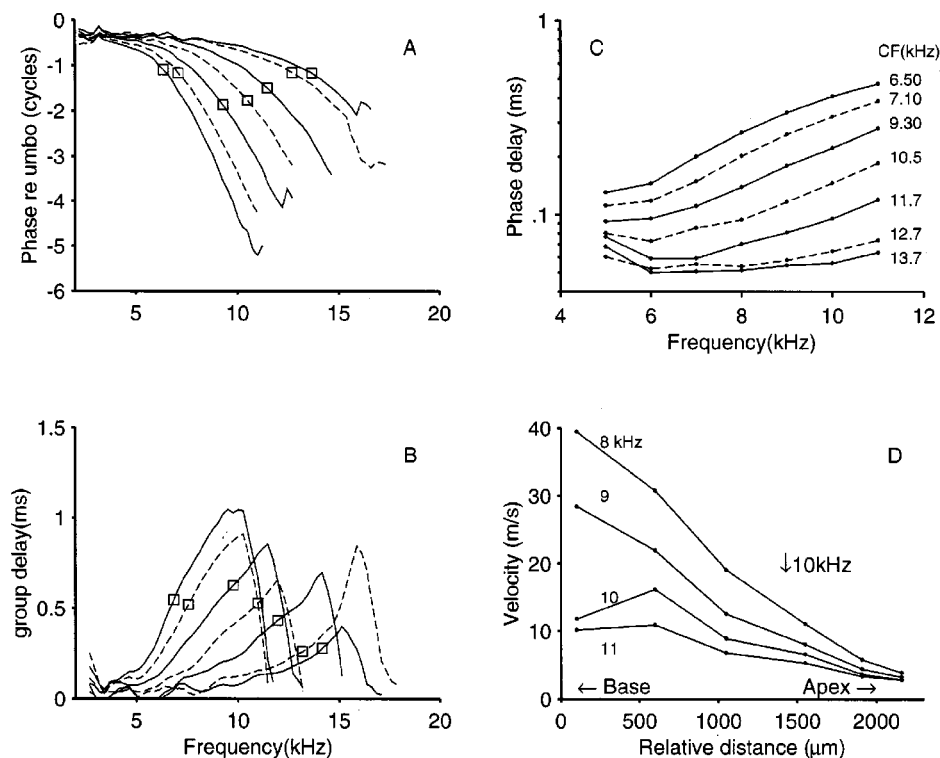 A
Phase re umbo (cycles)
0
-1
-2
-3
-4
-5
-6
5
10
15
20
C
CF(kHz)
6.50
7.10
9.30
10.5
11.7
12.7
13.7
Phase delay (ms)
1
.1
4
6
8
10
12
Frequency(kHz)
B
group delay(ms)
1.5
1
0.5
0
5
10
15
20
Frequency(kHz)
D
Velocity (m/s)
40
30
20
10
0
8 kHz
9
10
11
↓10kHz
← Base
Apex →
0
500
1000
1500
2000
Relative distance (µm)